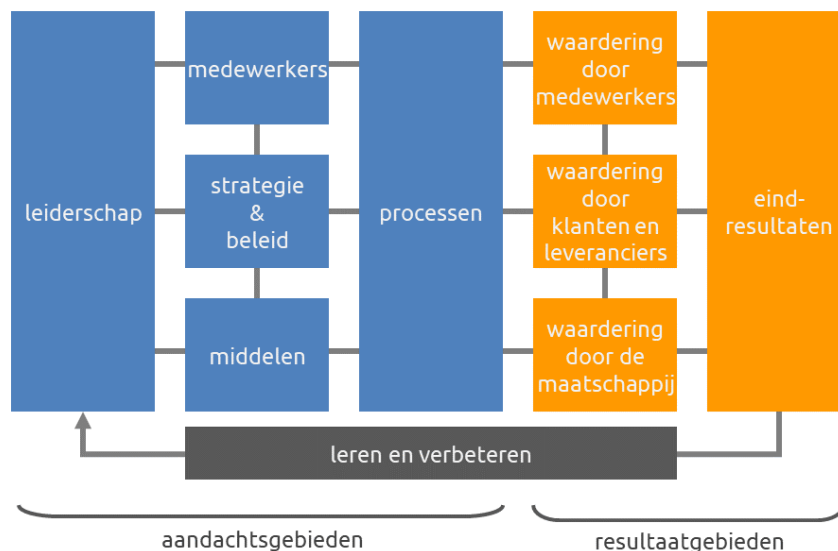 leiderschap
medewerkers
strategie
&
beleid
middelen
processen
waardering
door
medewerkers
waardering
door
klanten en
leveranciers
waardering
door de
maatschappij
eind-
resultaten
leren en verbeteren
aandachtsgebieden
resultaatgebieden